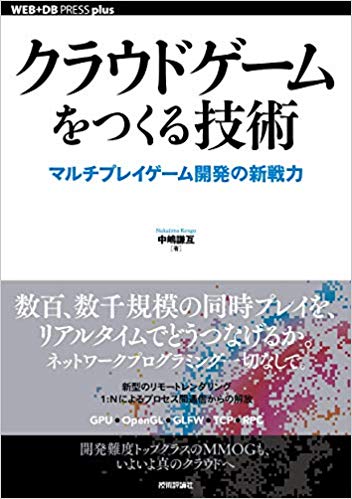 WEB+DB PRESS plus
クラウドゲーム
をつくる技術
マルチプレイゲーム開発の新戦力
Nakajima Kengo
中嶋謙互
[著]
数百、数千規模の同時プレイを、
リアルタイムでどうつなげるか。
ネットワークプログラミング一切なしで。
新型のリモートレンダリング
1:Nによるプロセス間通信からの解放
GPU●OpenGL●GLFW●TCP●RPC
開発難度トップクラスのMMOGも、
いよいよ真のクラウドへ
技術評論社